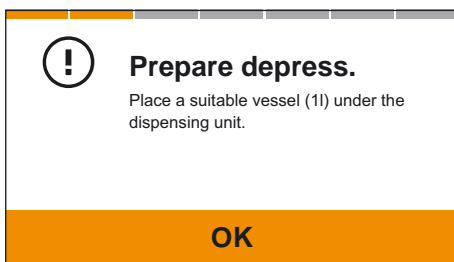 !
Prepare depress.
Place a suitable vessel (1l) under the
dispensing unit.
OK